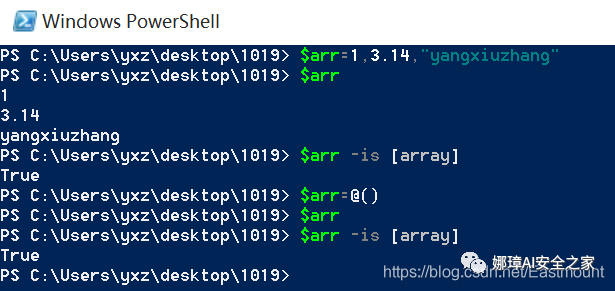 Windows PowerShell
PS C:\Users\yxz\desktop\1019> $arr=1,3.14,"yangxiuzhang"
PS C:\Users\yxz\desktop\1019> $arr
1
3.14
yangxiuzhang
PS C:\Users\yxz\desktop\1019> $arr -is [array]
True
PS C:\Users\yxz\desktop\1019> $arr=@()
PS C:\Users\yxz\desktop\1019> $arr
PS C:\Users\yxz\desktop\1019> $arr -is [array]
True
PS C:\Users\yxz\desktop\1019>
娜璋AI安全之家
https://blog.csdn.net/Eastmount